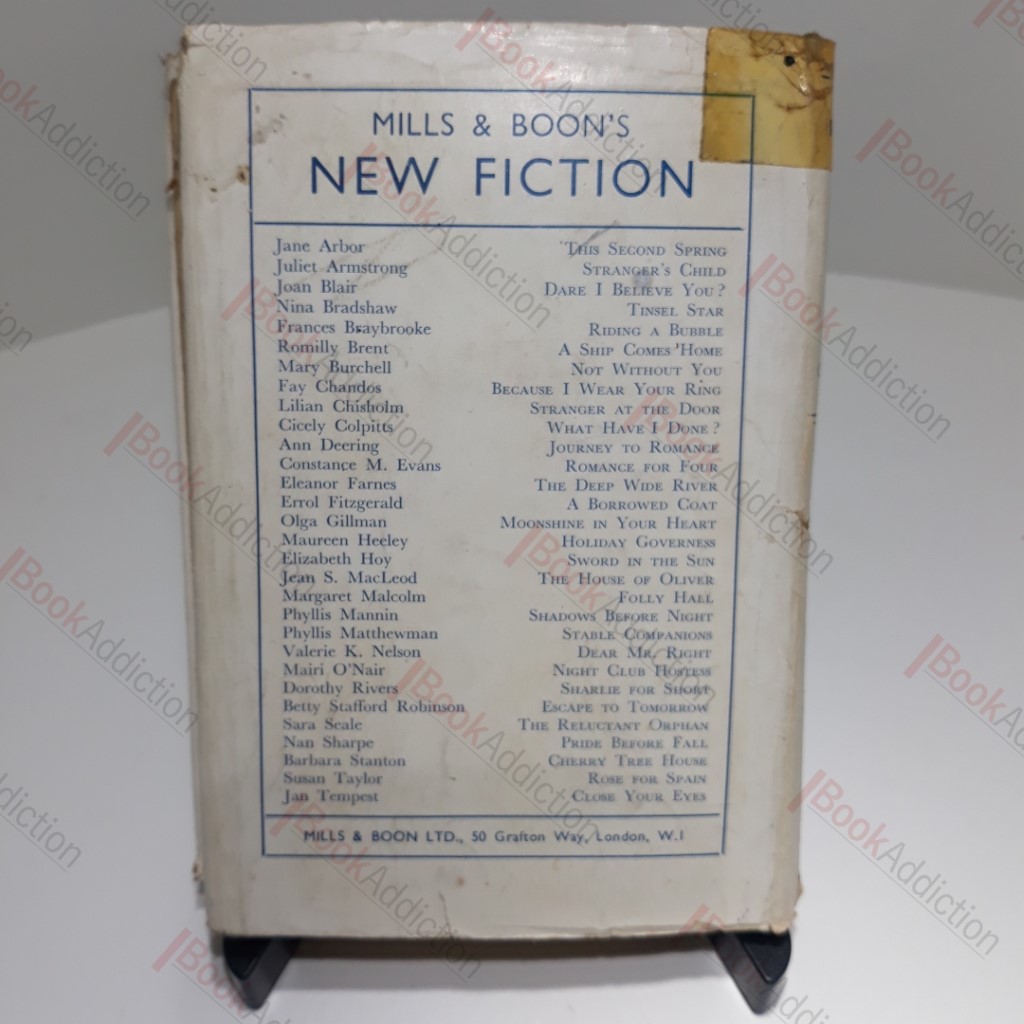 MILLS & BOON'S
NEW FICTION
Jane Arbor THIS SECOND SPRING
Juliet Armstrong STRANGER'S CHILD
Joan Blair DARE I BELIEVE YOU?
Nina Bradshaw TINSEL STAR
Frances Braybrooke RIDING A BUBBLE
Romilly Brent A SHIP COMES HOME
Mary Burchell NOT WITHOUT YOU
Fay Chandos BECAUSE I WEAR YOUR RING
Lilian Chisholm STRANGER AT THE DOOR
Cicely Colpitts WHAT HAVE I DONE?
Ann Deering JOURNEY TO ROMANCE
Constance M. Evans ROMANCE FOR FOUR
Eleanor Farnes THE DEEP WIDE RIVER
Errol Fitzgerald A BORROWED COAT
Olga Gillman MOONSHINE IN YOUR HEART
Maureen Heeley HOLIDAY GOVERNESS
Elizabeth Hoy SWORD IN THE SUN
Jean S. MacLeod THE HOUSE OF OLIVER
Margaret Malcolm FOLLY HALL
Phyllis Mannin SHADOWS BEFORE NIGHT
Phyllis Matthewman STABLE COMPANIONS
Valerie K. Nelson DEAR MR. RIGHT
Mairi O'Nair NIGHT CLUB HOSTESS
Dorothy Rivers SHARLIE FOR SHORT
Betty Stafford Robinson ESCAPE TO TOMORROW
Sara Seale THE RELUCTANT ORPHAN
Nan Sharpe PRIDE BEFORE FALL
Barbara Stanton CHERRY TREE HOUSE
Susan Taylor ROSE FOR SPAIN
Jan Tempest CLOSE YOUR EYES
MILLS & BOON LTD., 50 Grafton Way, London, W.1
BookAddiction